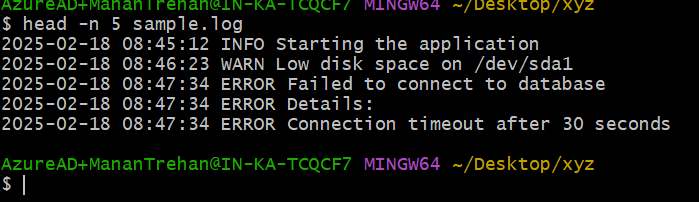 AzureAD+MananTrehan@IN-KA-TCQCF7 MINGW64 ~/Desktop/xyz
$ head -n 5 sample.log
2025-02-18 08:45:12 INFO Starting the application
2025-02-18 08:46:23 WARN Low disk space on /dev/sda1
2025-02-18 08:47:34 ERROR Failed to connect to database
2025-02-18 08:47:34 ERROR Details:
2025-02-18 08:47:34 ERROR Connection timeout after 30 seconds
AzureAD+MananTrehan@IN-KA-TCQCF7 MINGW64 ~/Desktop/xyz
$